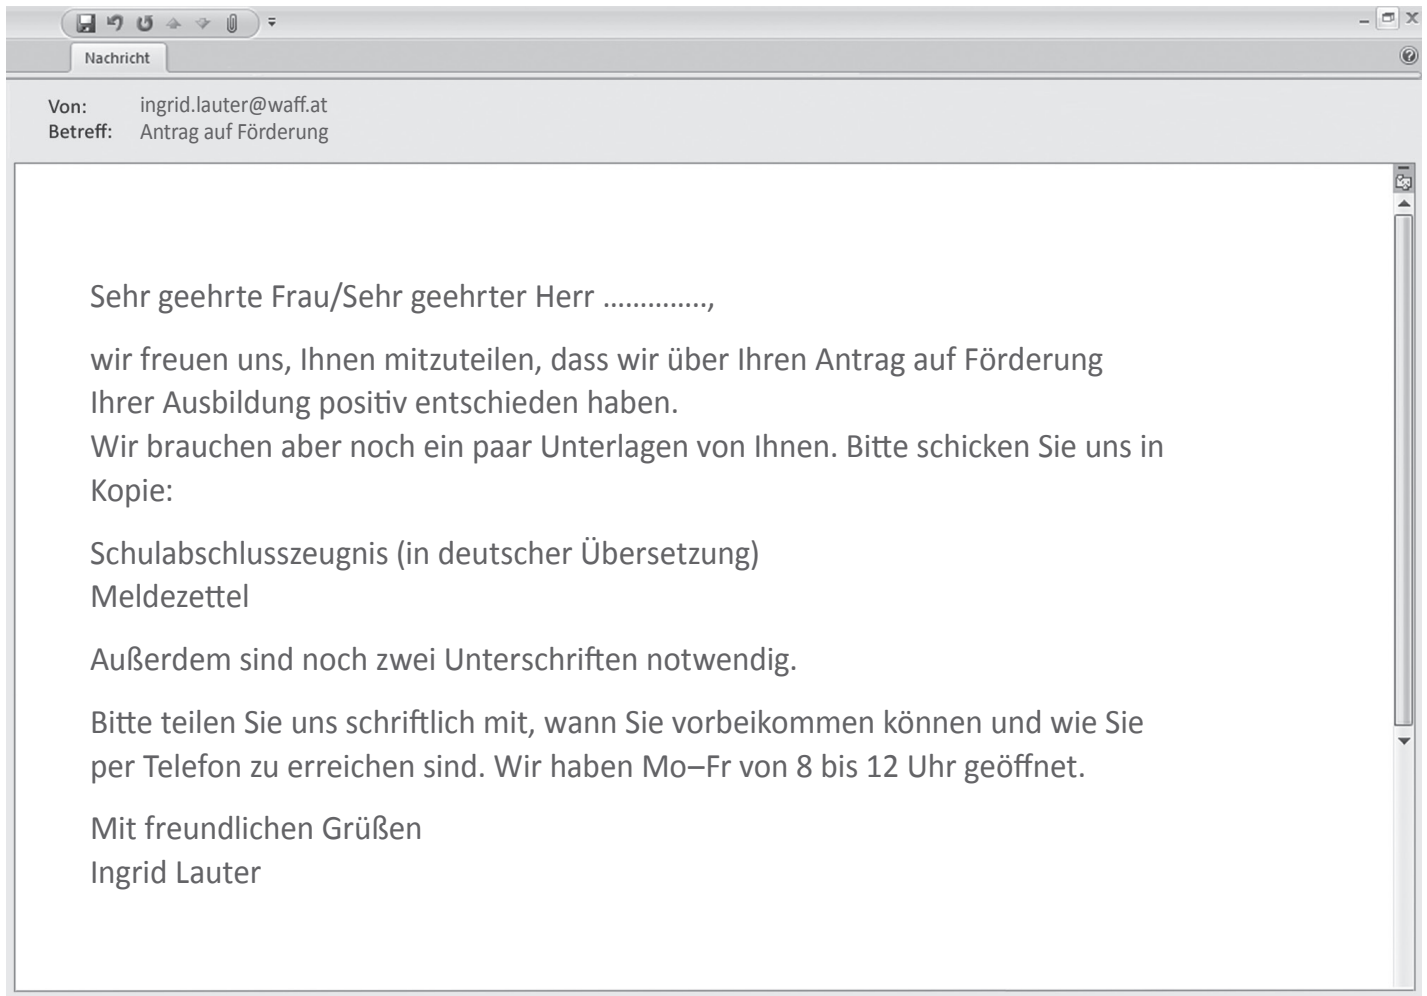 Nachricht
Von: ingrid.lauter@waff.at
Betreff: Antrag auf Förderung
Sehr geehrte Frau/Sehr geehrter Herr ..............,
wir freuen uns, Ihnen mitzuteilen, dass wir über Ihren Antrag auf Förderung
Ihrer Ausbildung positiv entschieden haben.
Wir brauchen aber noch ein paar Unterlagen von Ihnen. Bitte schicken Sie uns in
Kopie:
Schulabschlusszeugnis (in deutscher Übersetzung)
Meldezettel
Außerdem sind noch zwei Unterschriften notwendig.
Bitte teilen Sie uns schriftlich mit, wann Sie vorbeikommen können und wie Sie
per Telefon zu erreichen sind. Wir haben Mo–Fr von 8 bis 12 Uhr geöffnet.
Mit freundlichen Grüßen
Ingrid Lauter